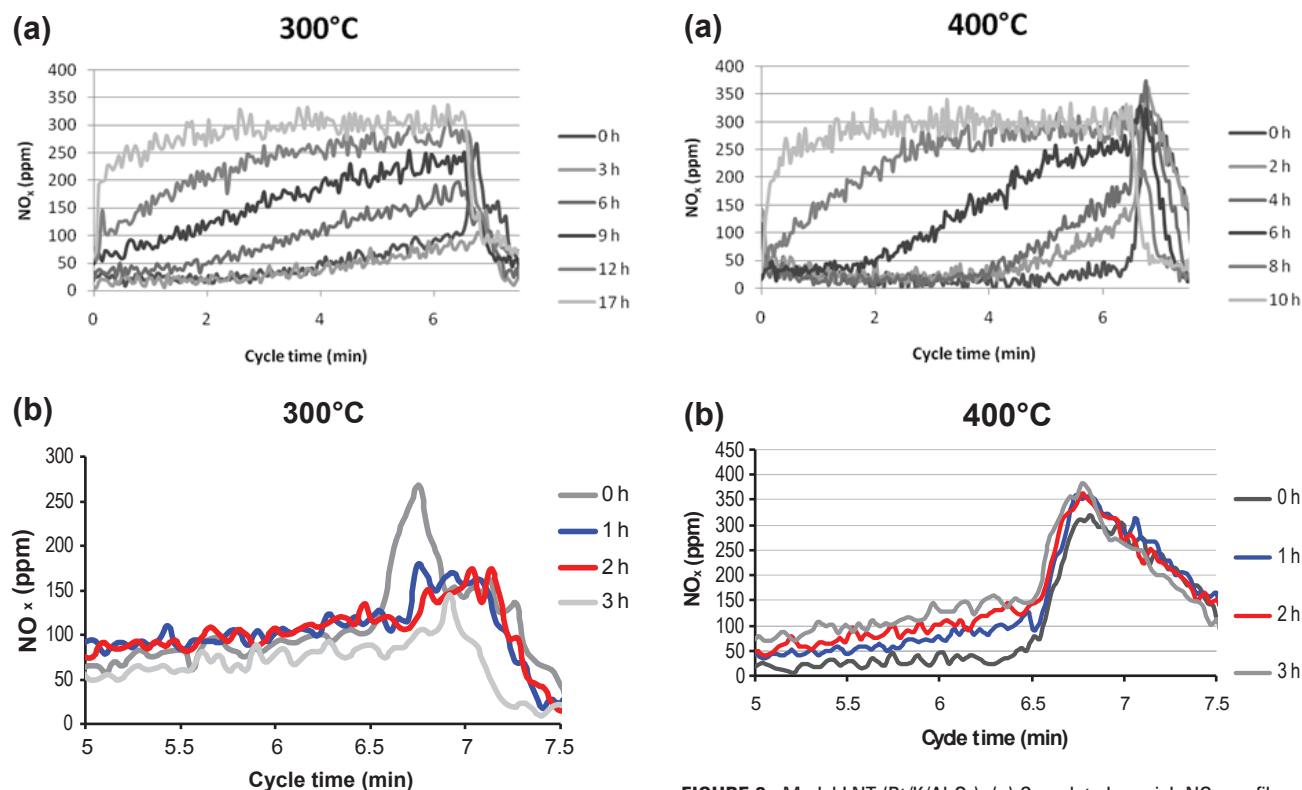 (a)
300°C
NOx (ppm)
400
350
300
250
200
150
100
50
0
0 2 4 6
Cycle time (min)
0 h
3 h
6 h
9 h
12 h
17 h
(a)
400°C
NOx (ppm)
400
350
300
250
200
150
100
50
0
0 2 4 6
Cycle time (min)
0 h
2 h
4 h
6 h
8 h
10 h
(b)
300°C
NO x (ppm)
300
250
200
150
100
50
0
5 5.5 6 6.5 7 7.5
Cycle time (min)
0 h
1 h
2 h
3 h
(b)
400°C
NOx (ppm)
450
400
350
300
250
200
150
100
50
0
5 5.5 6 6.5 7 7.5
Cycle time (min)
0 h
1 h
2 h
3 h